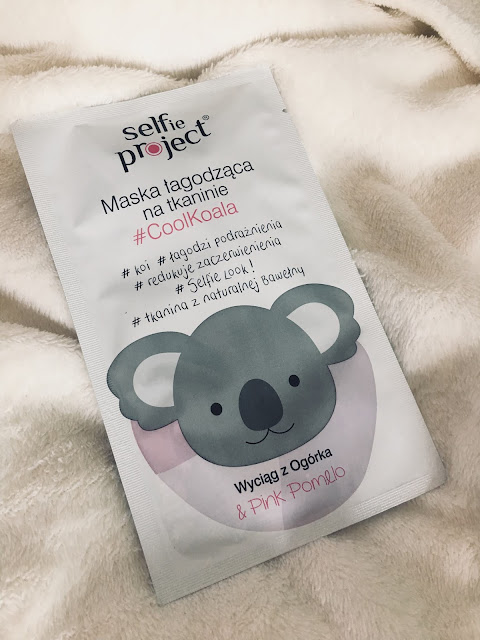 selfie
project®
Maska łagodząca
na tkaninie
#CoolKoala
# koi # łagodzi podrażnienia
# redukuje zaczerwienienia
# Selfie Look!
# tkanina z naturalnej bawełny
Wyciąg z Ogórka
& Pink Pomelo